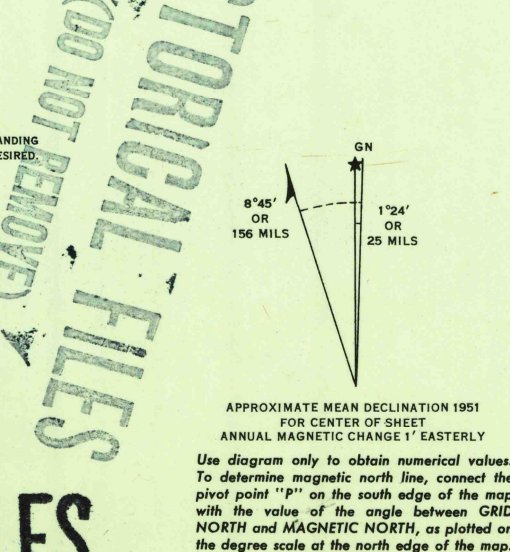 TORICAL FILES
(DO NOT REMOVE)
ANDING
ESIRED.
GN
8°45'
OR
156 MILS
1°24'
OR
25 MILS
APPROXIMATE MEAN DECLINATION 1951
FOR CENTER OF SHEET
ANNUAL MAGNETIC CHANGE 1' EASTERLY
Use diagram only to obtain numerical values.
To determine magnetic north line, connect the
pivot point "P" on the south edge of the map
with the value of the angle between GRID
NORTH and MAGNETIC NORTH, as plotted on
the degree scale at the north edge of the map.
ES